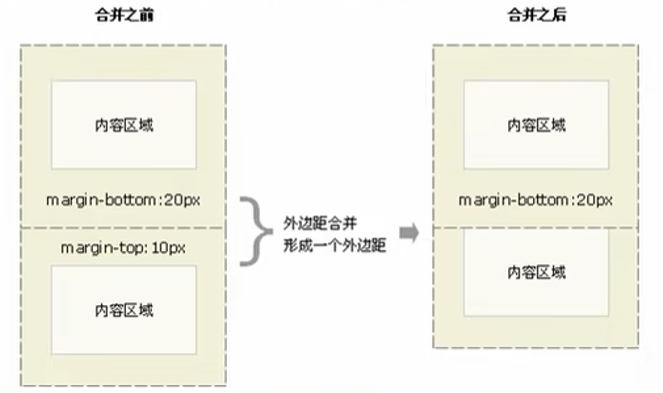 合并之前
合并之后
内容区域
margin-bottom:20px
margin-top:10px
内容区域
外边距合并
形成一个外边距
内容区域
margin-bottom:20px
内容区域